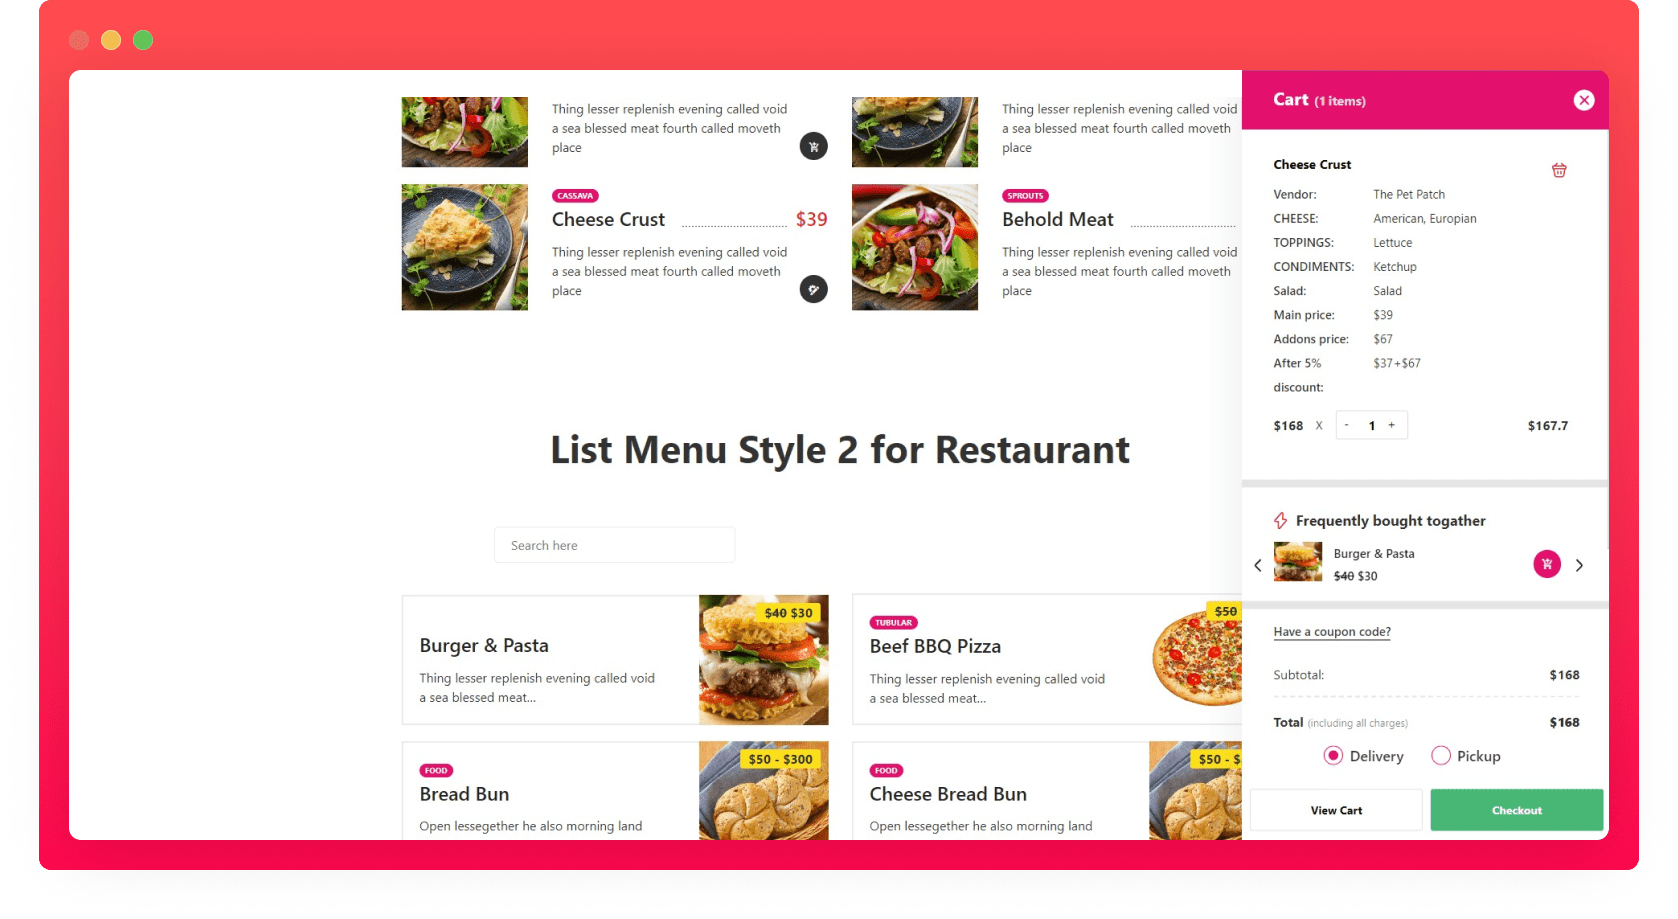 Thing lesser replenish evening called void
a sea blessed meat fourth called moveth
place
Thing lesser replenish evening called void
a sea blessed meat fourth called moveth
place
CASSAVA
Cheese Crust $39
Thing lesser replenish evening called void
a sea blessed meat fourth called moveth
place
SPROUTS
Behold Meat
Thing lesser replenish evening called void
a sea blessed meat fourth called moveth
place
List Menu Style 2 for Restaurant
Search here
$40 $30
Burger & Pasta
Thing lesser replenish evening called void
a sea blessed meat...
$50
TUBULAR
Beef BBQ Pizza
Thing lesser replenish evening called void
a sea blessed meat...
$50 - $300
FOOD
Bread Bun
Open lessegether he also morning land
$50 - $
FOOD
Cheese Bread Bun
Open lessegether he also morning land
Cart (1 items)
Cheese Crust
Vendor: The Pet Patch
CHEESE: American, Europian
TOPPINGS: Lettuce
CONDIMENTS: Ketchup
Salad: Salad
Main price: $39
Addons price: $67
After 5% $37+$67
discount:
$168 X - 1 + $167.7
Frequently bought togather
Burger & Pasta
$40 $30
Have a coupon code?
Subtotal: $168
Total (including all charges) $168
Delivery Pickup
View Cart Checkout